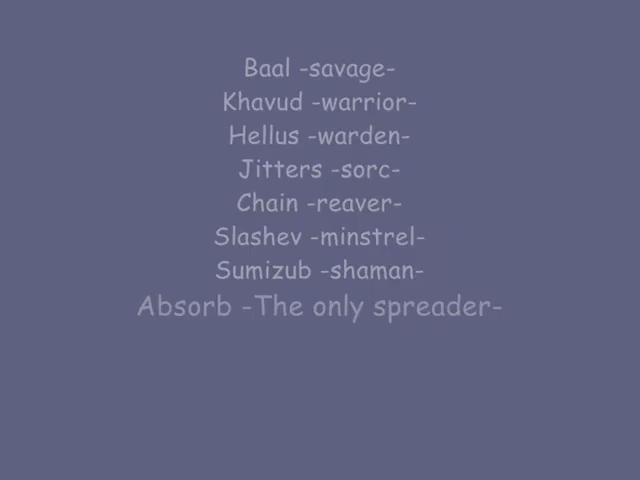 Baal -savage-
Khavud -warrior-
Hellus -warden-
Jitters -sorc-
Chain -reaver-
Slashev -minstrel-
Sumizub -shaman-
Absorb -The only spreader-